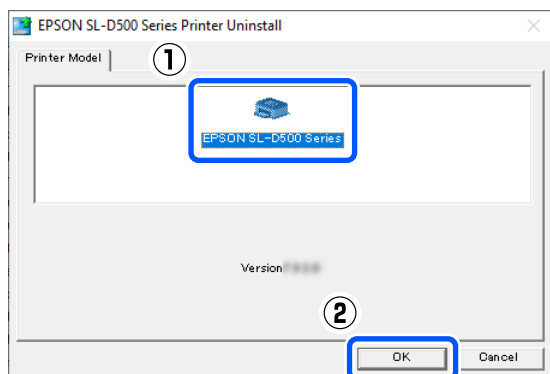 EPSON SL-D500 Series Printer Uninstall
Printer Model
①
EPSON SL-D500 Series
Version
②
OK
Cancel